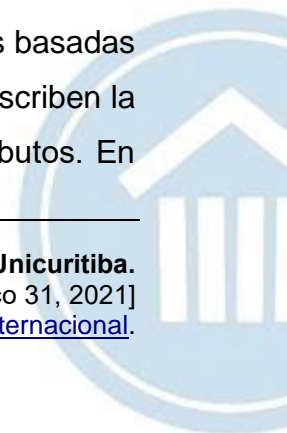 s basadas
scriben la
butos. En
Unicuritiba.
o 31, 2021]
ternacional.